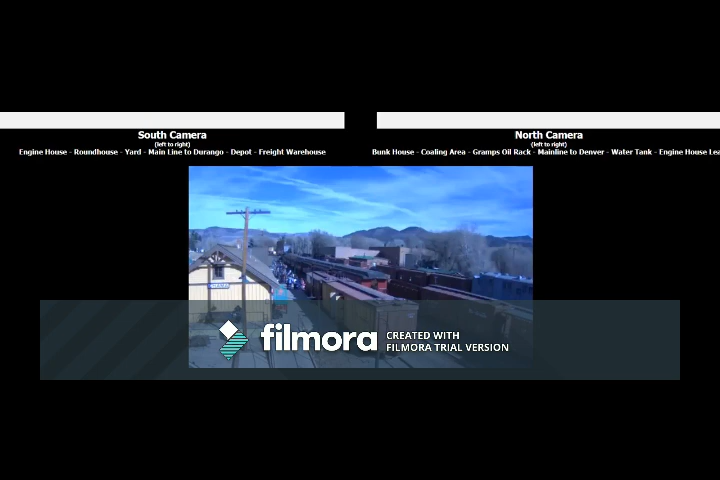 South Camera
(left to right)
Engine House - Roundhouse - Yard - Main Line to Durango - Depot - Freight Warehouse
North Camera
(left to right)
Bunk House - Coaling Area - Gramps Oil Rack - Mainline to Denver - Water Tank - Engine House Lea
CHAMA
filmora
CREATED WITH
FILMORA TRIAL VERSION